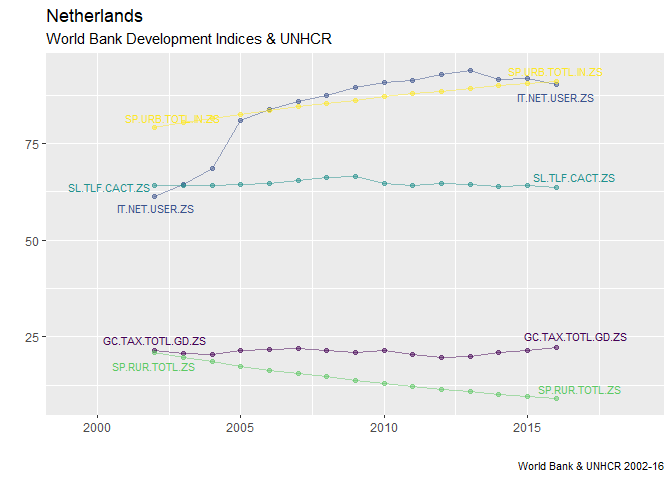 Netherlands
World Bank Development Indices & UNHCR
SP.URB.TOTL.IN.ZS
IT.NET.USER.ZS
SP.URB.TOTL.IN.ZS
75
SL.TLF.CACT.ZS
SL.TLF.CACT.ZS
IT.NET.USER.ZS
50
25
GC.TAX.TOTL.GD.ZS
GC.TAX.TOTL.GD.ZS
SP.RUR.TOTL.ZS
SP.RUR.TOTL.ZS
2000 2005 2010 2015
World Bank & UNHCR 2002-16